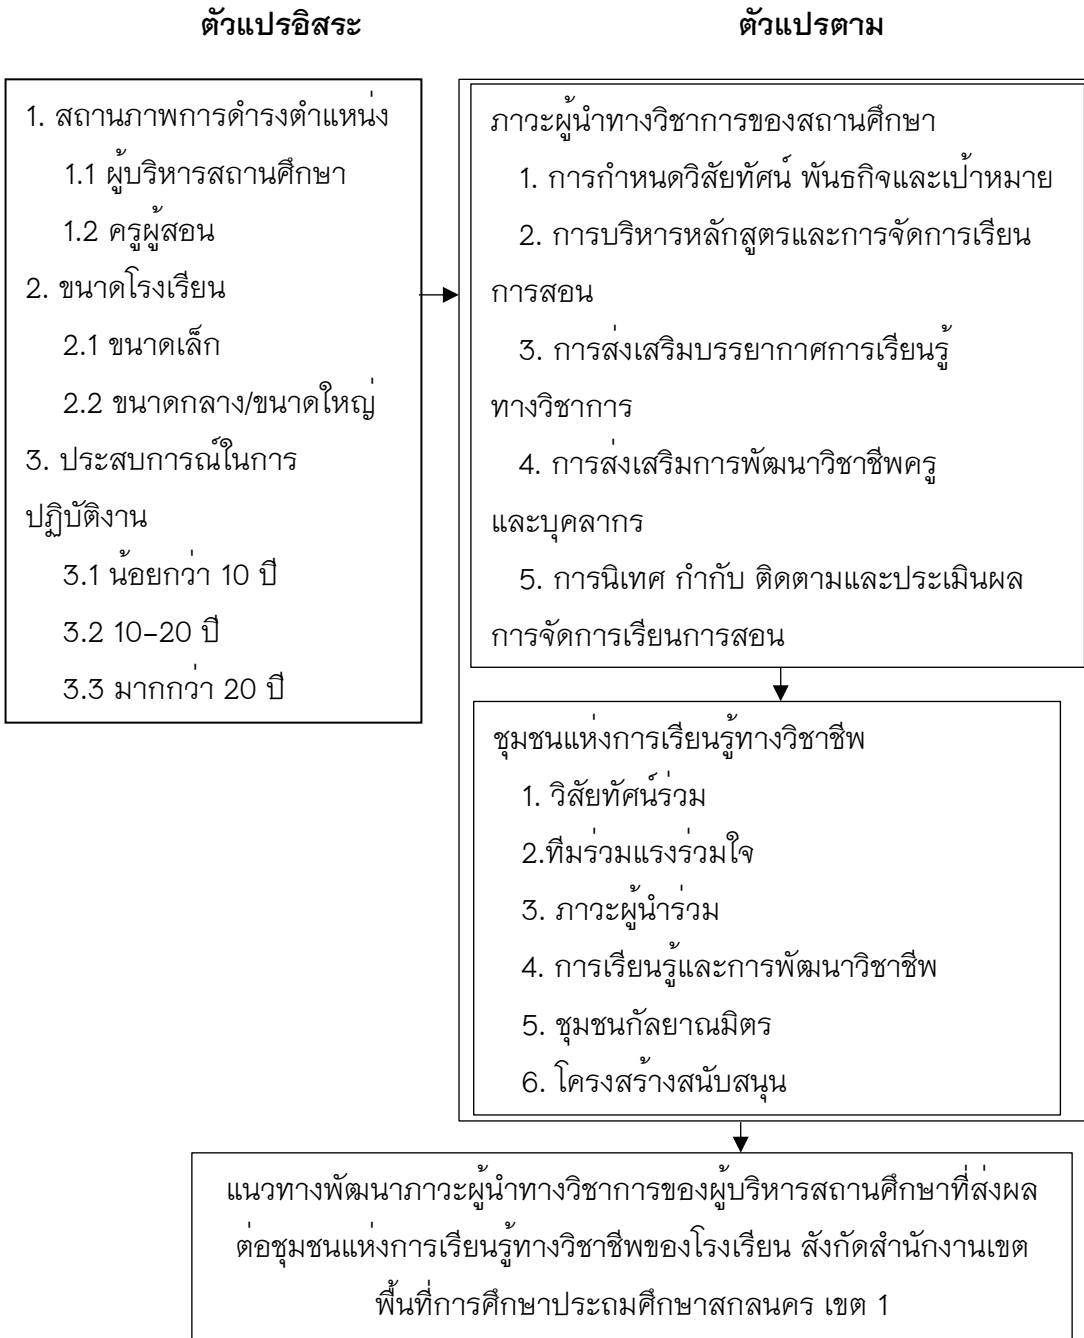 ตัวแปรอิสระ
ตัวแปรตาม
1. สถานภาพการดำรงตำแหน่ง
1.1 ผู้บริหารสถานศึกษา
1.2 ครูผู้สอน
2. ขนาดโรงเรียน
2.1 ขนาดเล็ก
2.2 ขนาดกลาง/ขนาดใหญ่
3. ประสบการณ์ในการ
ปฏิบัติงาน
3.1 น้อยกว่า 10 ปี
3.2 10–20 ปี
3.3 มากกว่า 20 ปี
ภาวะผู้นำทางวิชาการของสถานศึกษา
1. การกำหนดวิสัยทัศน์ พันธกิจและเป้าหมาย
2. การบริหารหลักสูตรและการจัดการเรียน
การสอน
3. การส่งเสริมบรรยากาศการเรียนรู้
ทางวิชาการ
4. การส่งเสริมการพัฒนาวิชาชีพครู
และบุคลากร
5. การนิเทศ กำกับ ติดตามและประเมินผล
การจัดการเรียนการสอน
ชุมชนแห่งการเรียนรู้ทางวิชาชีพ
1. วิสัยทัศน์ร่วม
2.ทีมร่วมแรงร่วมใจ
3. ภาวะผู้นำร่วม
4. การเรียนรู้และการพัฒนาวิชาชีพ
5. ชุมชนกัลยาณมิตร
6. โครงสร้างสนับสนุน
แนวทางพัฒนาภาวะผู้นำทางวิชาการของผู้บริหารสถานศึกษาที่ส่งผล
ต่อชุมชนแห่งการเรียนรู้ทางวิชาชีพของโรงเรียน สังกัดสำนักงานเขต
พื้นที่การศึกษาประถมศึกษาสกลนคร เขต 1